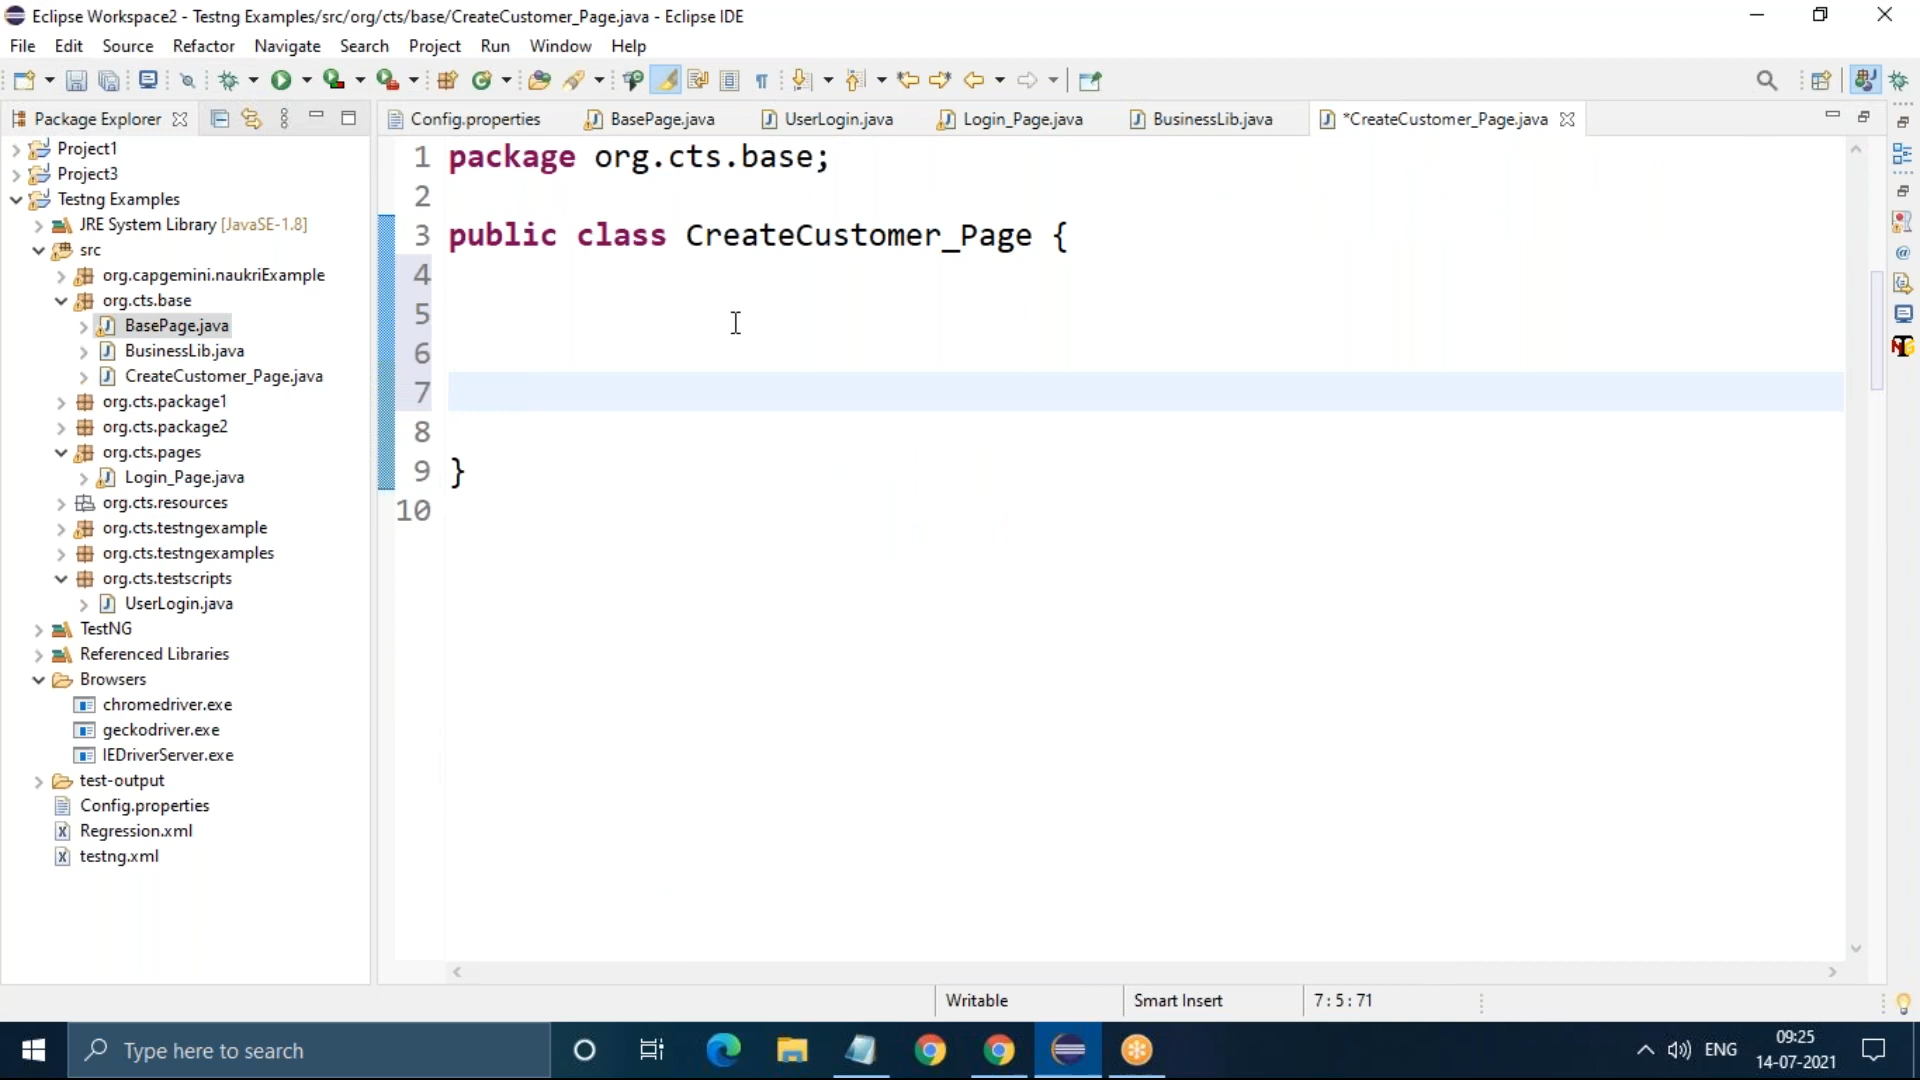 Eclipse Workspace2 - Testng Examples/src/org/cts/base/CreateCustomer_Page.java - Eclipse IDE
File Edit Source Refactor Navigate Search Project Run Window Help
Package Explorer
Config.properties BasePage.java UserLogin.java Login_Page.java BusinessLib.java *CreateCustomer_Page.java
Project1
Project3
Testng Examples
JRE System Library [JavaSE-1.8]
src
org.capgemini.naukriExample
org.cts.base
BasePage.java
BusinessLib.java
CreateCustomer_Page.java
org.cts.package1
org.cts.package2
org.cts.pages
Login_Page.java
org.cts.resources
org.cts.testngexample
org.cts.testngexamples
org.cts.testscripts
UserLogin.java
TestNG
Referenced Libraries
Browsers
chromedriver.exe
geckodriver.exe
IEDriverServer.exe
test-output
Config.properties
Regression.xml
testng.xml
1 package org.cts.base;
2
3 public class CreateCustomer_Page {
4
5
6
7
8
9 }
10
Writable Smart Insert 7 : 5 : 71
Type here to search
ENG
09:25
14-07-2021